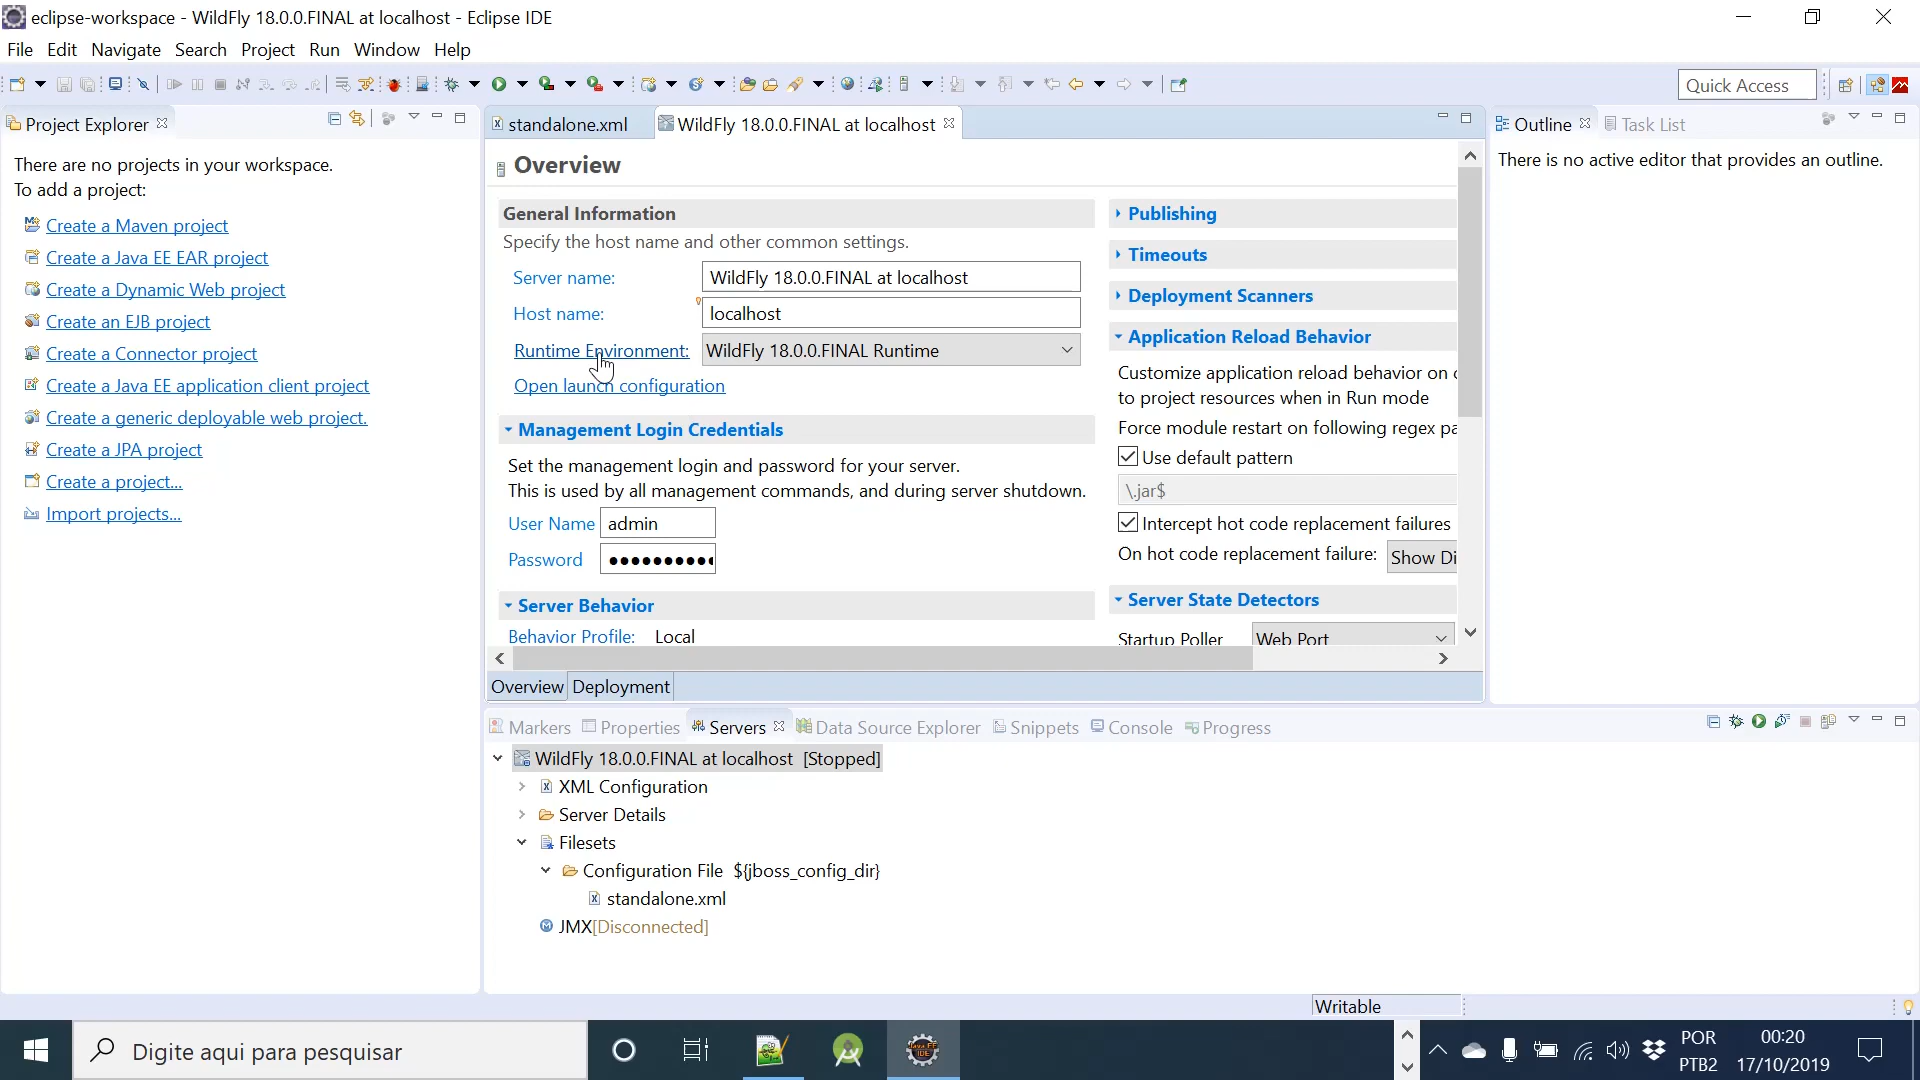 eclipse-workspace - WildFly 18.0.0.FINAL at localhost - Eclipse IDE
File Edit Navigate Search Project Run Window Help
Quick Access
Project Explorer
There are no projects in your workspace.
To add a project:
Create a Maven project
Create a Java EE EAR project
Create a Dynamic Web project
Create an EJB project
Create a Connector project
Create a Java EE application client project
Create a generic deployable web project.
Create a JPA project
Create a project...
Import projects...
standalone.xml
WildFly 18.0.0.FINAL at localhost
Overview
General Information
Specify the host name and other common settings.
Server name: WildFly 18.0.0.FINAL at localhost
Host name: localhost
Runtime Environment: WildFly 18.0.0.FINAL Runtime
Open launch configuration
Management Login Credentials
Set the management login and password for your server.
This is used by all management commands, and during server shutdown.
User Name admin
Password ●●●●●●●●●●
Server Behavior
Behavior Profile: Local
Publishing
Timeouts
Deployment Scanners
Application Reload Behavior
Customize application reload behavior on
to project resources when in Run mode
Force module restart on following regex pa
Use default pattern
\.jar$
Intercept hot code replacement failures
On hot code replacement failure: Show Di
Server State Detectors
Startup Poller Web Port
Overview Deployment
Outline Task List
There is no active editor that provides an outline.
Markers Properties Servers Data Source Explorer Snippets Console Progress
WildFly 18.0.0.FINAL at localhost [Stopped]
XML Configuration
Server Details
Filesets
Configuration File ${jboss_config_dir}
standalone.xml
JMX[Disconnected]
Writable
Digite aqui para pesquisar
Java EE
IDE
POR
PTB2
00:20
17/10/2019